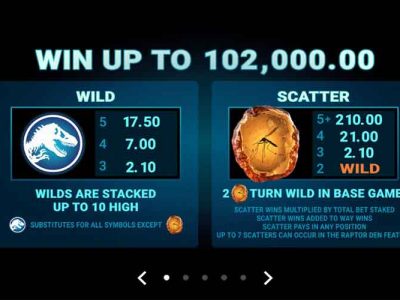 WIN UP TO 102,000.00
WILD
5 17.50
4 7.00
3 2.10
WILDS ARE STACKED
UP TO 10 HIGH
SUBSTITUTES FOR ALL SYMBOLS EXCEPT
SCATTER
5+ 210.00
4 21.00
3 2.10
2 WILD
2 TURN WILD IN BASE GAM
SCATTER WINS MULTIPLIED BY TOTAL BET STAKED
SCATTER WINS ADDED TO WAY WINS
SCATTER PAYS IN ANY POSITION
UP TO 7 SCATTERS CAN OCCUR IN THE RAPTOR DEN FEATU